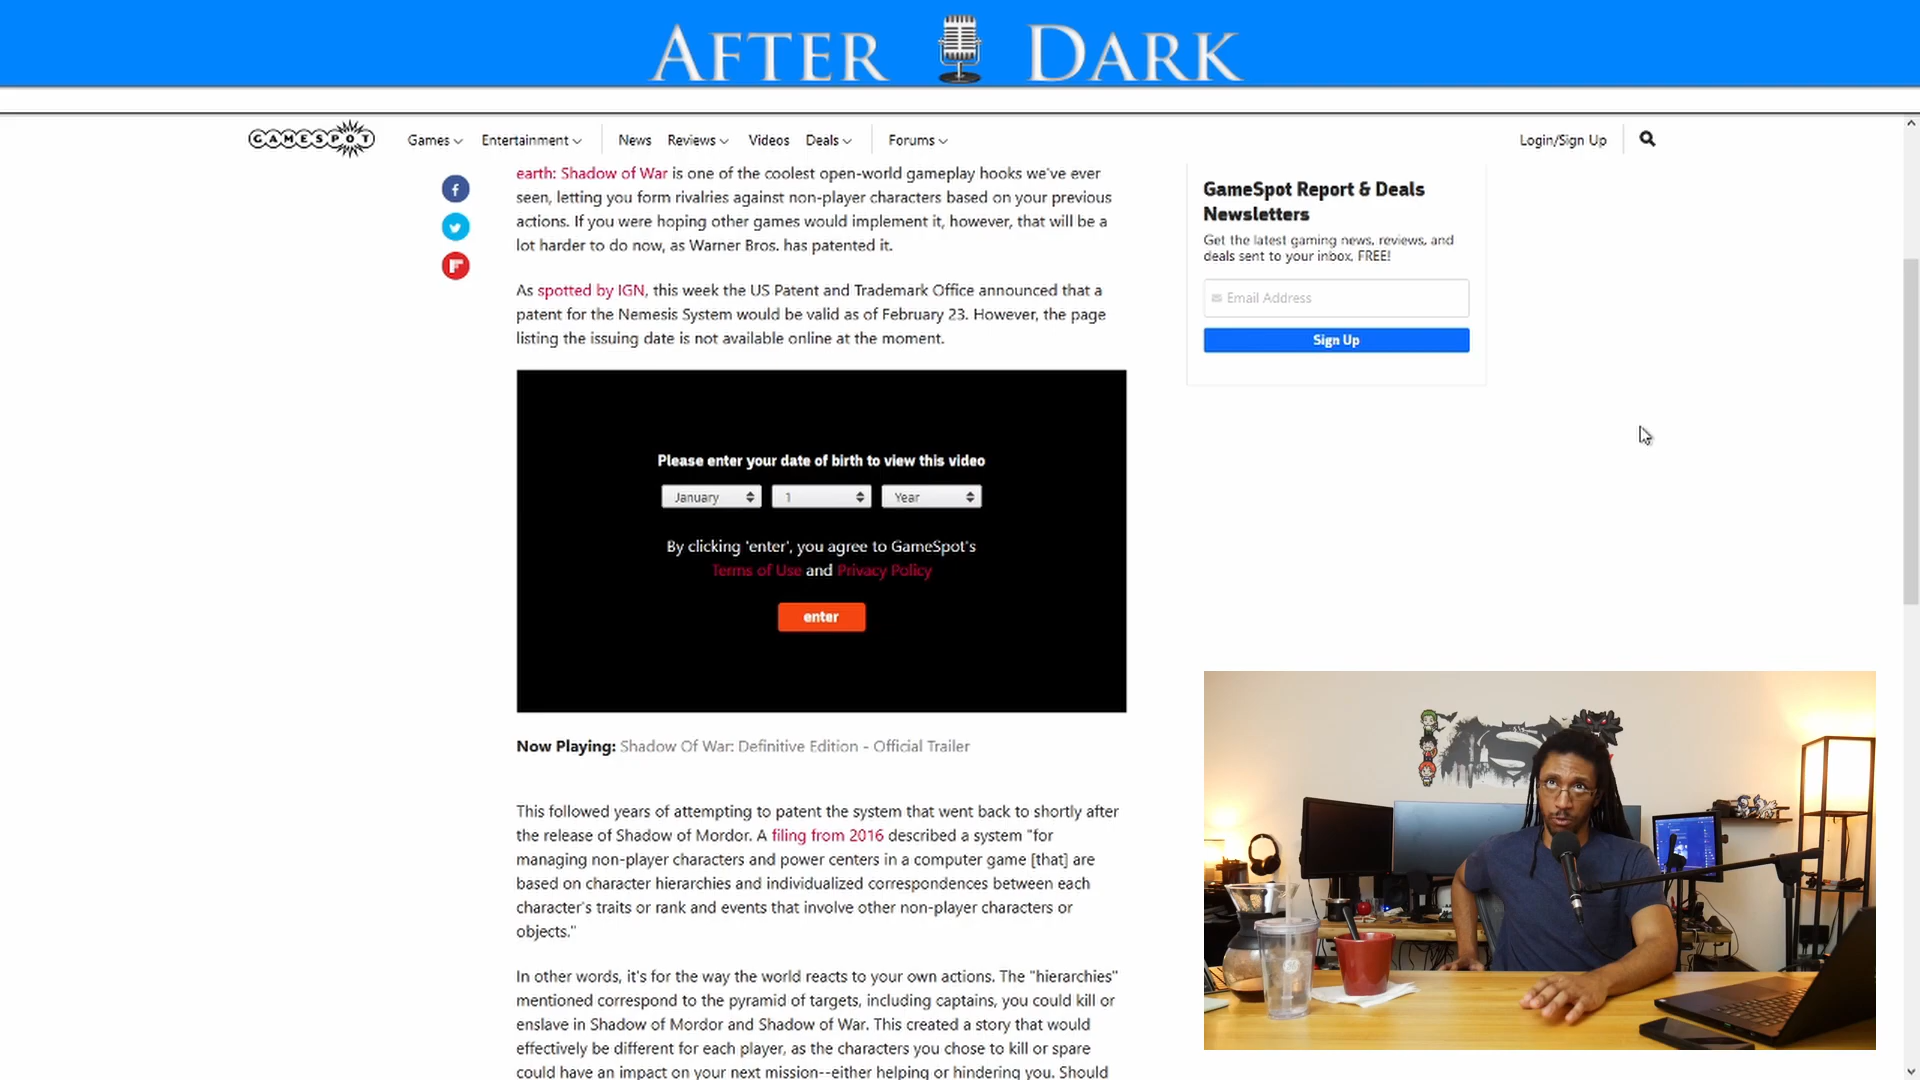 AFTER DARK
GAMESPOT Games Entertainment News Reviews Videos Deals Forums Login/Sign Up
earth: Shadow of War is one of the coolest open-world gameplay hooks we've ever
seen, letting you form rivalries against non-player characters based on your previous
actions. If you were hoping other games would implement it, however, that will be a
lot harder to do now, as Warner Bros. has patented it.
As spotted by IGN, this week the US Patent and Trademark Office announced that a
patent for the Nemesis System would be valid as of February 23. However, the page
listing the issuing date is not available online at the moment.
Please enter your date of birth to view this video
January 1 Year
By clicking 'enter', you agree to GameSpot's
Terms of Use and Privacy Policy
enter
Now Playing: Shadow Of War: Definitive Edition - Official Trailer
This followed years of attempting to patent the system that went back to shortly after
the release of Shadow of Mordor. A filing from 2016 described a system "for
managing non-player characters and power centers in a computer game [that] are
based on character hierarchies and individualized correspondences between each
character's traits or rank and events that involve other non-player characters or
objects."
In other words, it's for the way the world reacts to your own actions. The "hierarchies"
mentioned correspond to the pyramid of targets, including captains, you could kill or
enslave in Shadow of Mordor and Shadow of War. This created a story that would
effectively be different for each player, as the characters you chose to kill or spare
could have an impact on your next mission--either helping or hindering you. Should
GameSpot Report & Deals
Newsletters
Get the latest gaming news, reviews, and
deals sent to your inbox, FREE!
Email Address
Sign Up